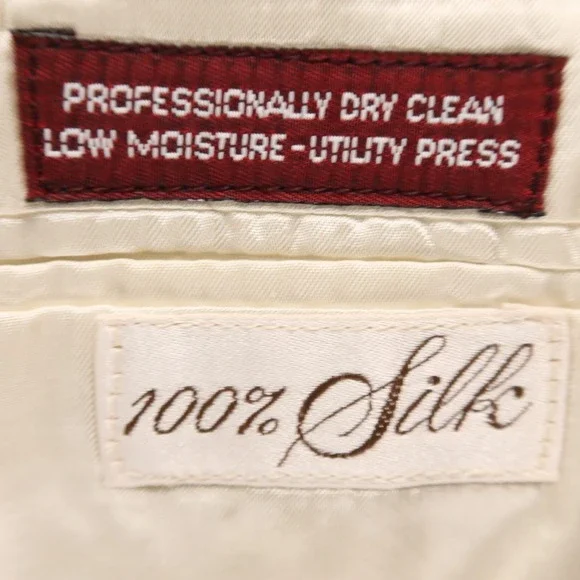 PROFESSIONALLY DRY CLEAN
LOW MOISTURE-UTILITY PRESS
100% Silk